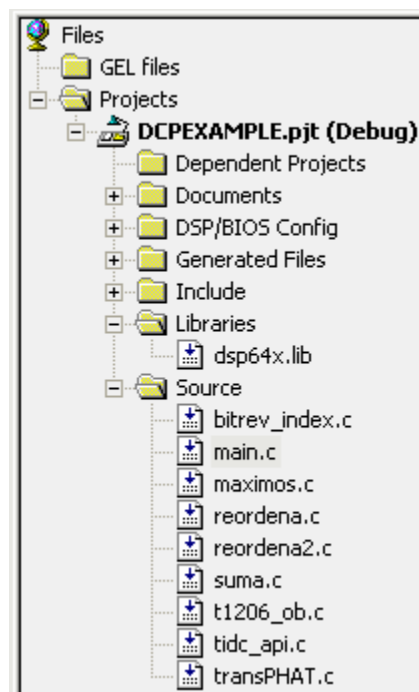 Files
GEL files
Projects
DCPEXAMPLE.pjt (Debug)
Dependent Projects
Documents
DSP/BIOS Config
Generated Files
Include
Libraries
dsp64x.lib
Source
bitrev_index.c
main.c
maximos.c
reordena.c
reordena2.c
suma.c
t1206_ob.c
tidc_api.c
transPHAT.c